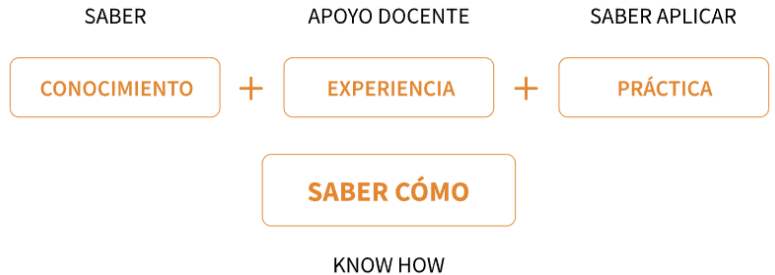 SABER APOYO DOCENTE SABER APLICAR
CONOCIMIENTO + EXPERIENCIA + PRÁCTICA
SABER CÓMO
KNOW HOW